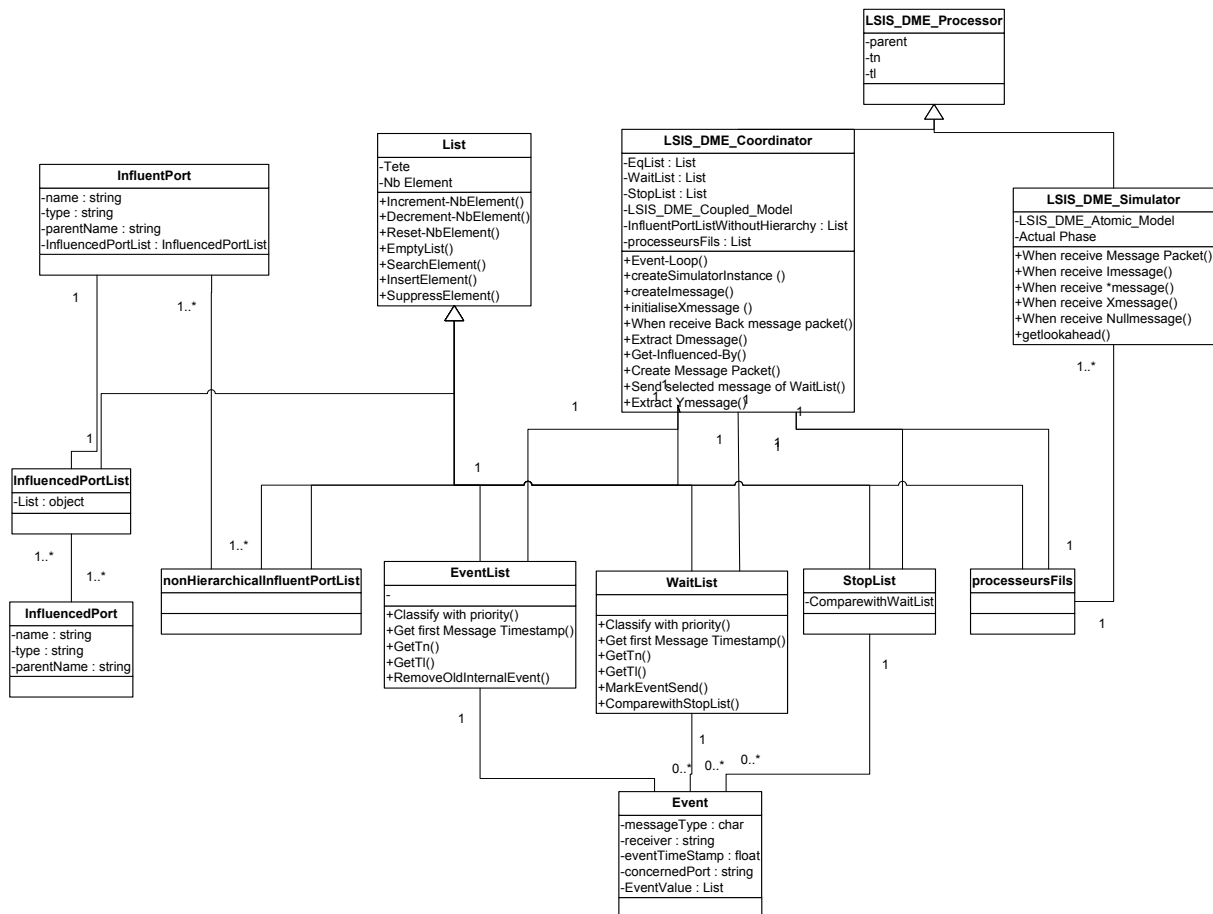 LSIS_DME_Processor
-parent
-tn
-tl
List
-Tete
-Nb Element
+Increment-NbElement()
+Decrement-NbElement()
+Reset-NbElement()
+EmptyList()
+SearchElement()
+InsertElement()
+SuppressElement()
LSIS_DME_Coordinator
-EqList : List
-WaitList : List
-StopList : List
-LSIS_DME_Coupled_Model
-InfluentPortListWithoutHierarchy : List
-processeursFils : List
+Event-Loop()
+createSimulatorInstance ()
+createImessage()
+initialiseXmessage ()
+When receive Back message packet()
+Extract Dmessage()
+Get-Influenced-By()
+Create Message Packet()
+Send selected message of WaitList()
+Extract Ymessage()
InfluentPort
-name : string
-type : string
-parentName : string
-InfluencedPortList : InfluencedPortList
LSIS_DME_Simulator
-LSIS_DME_Atomic_Model
-Actual Phase
+When receive Message Packet()
+When receive Imessage()
+When receive *message()
+When receive Xmessage()
+When receive Nullmessage()
+getlookahead()
1
1..*
1..*
1
1
1
1
1
1
1
1
1
1
InfluencedPortList
-List : object
1..*
1..*
1..*
1
nonHierarchicalInfluentPortList
EventList
-
+Classify with priority()
+Get first Message Timestamp()
+GetTn()
+GetTl()
+RemoveOldInternalEvent()
WaitList
+Classify with priority()
+Get first Message Timestamp()
+GetTn()
+GetTl()
+MarkEventSend()
+ComparewithStopList()
StopList
-ComparewithWaitList
processeursFils
InfluencedPort
-name : string
-type : string
-parentName : string
1
1
1
1
0..*
0..*
0..*
Event
-messageType : char
-receiver : string
-eventTimeStamp : float
-concernedPort : string
-EventValue : List